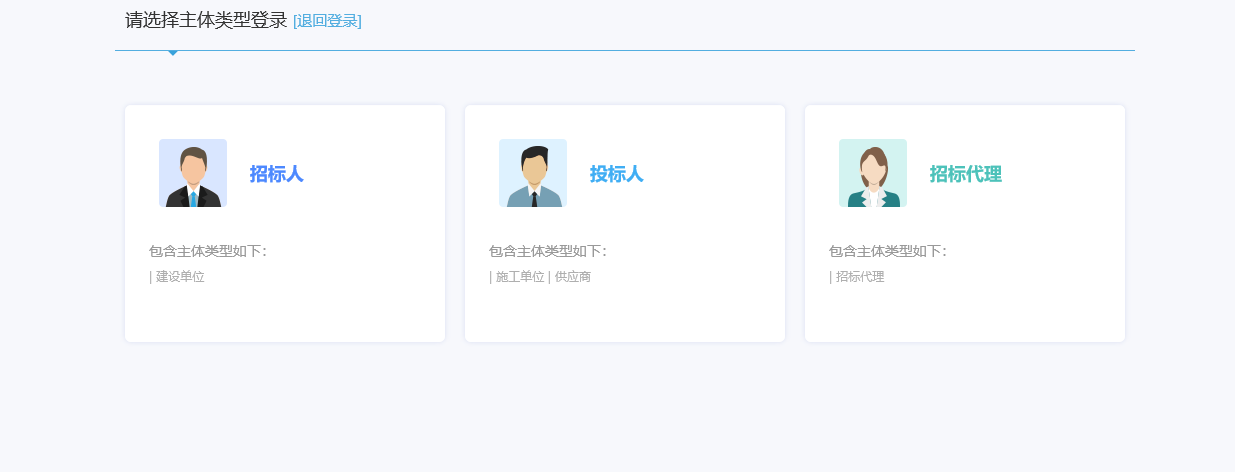 请选择主体类型登录 [退回登录]
招标人
包含主体类型如下：
| 建设单位
投标人
包含主体类型如下：
| 施工单位 | 供应商
招标代理
包含主体类型如下：
| 招标代理